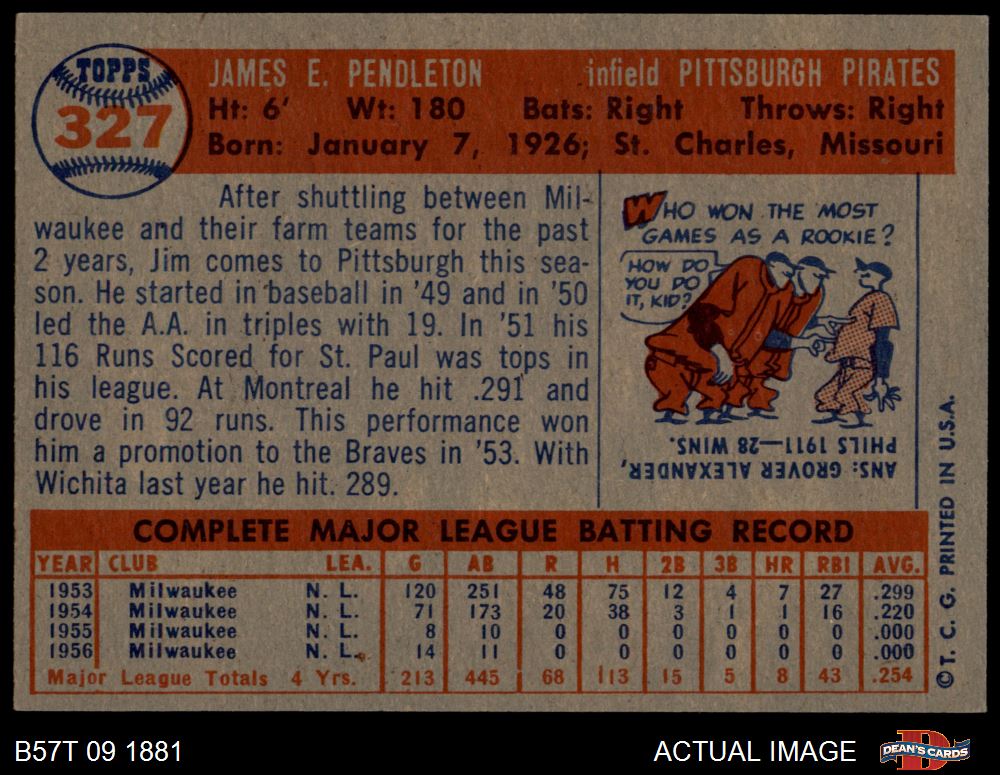 TOPPS
327
JAMES E. PENDLETON infield PITTSBURGH PIRATES
Ht: 6' Wt: 180 Bats: Right Throws: Right
Born: January 7, 1926; St. Charles, Missouri
After shuttling between Mil-
waukee and their farm teams for the past
2 years, Jim comes to Pittsburgh this sea-
son. He started in baseball in '49 and in '50
led the A.A. in triples with 19. In '51 his
116 Runs Scored for St. Paul was tops in
his league. At Montreal he hit .291 and
drove in 92 runs. This performance won
him a promotion to the Braves in '53. With
Wichita last year he hit. 289.
WHO WON THE MOST
GAMES AS A ROOKIE?
HOW DO
YOU DO
IT, KID?
ANS: GROVER ALEXANDER,
PHILS 1911—28 WINS.
COMPLETE MAJOR LEAGUE BATTING RECORD
YEAR CLUB LEA. G AB R H 2B 3B HR RBI AVG.
1953 Milwaukee N. L. 120 251 48 75 12 4 7 27 .299
1954 Milwaukee N. L. 71 173 20 38 3 1 1 16 .220
1955 Milwaukee N. L. 8 10 0 0 0 0 0 0 .000
1956 Milwaukee N. L. 14 11 0 0 0 0 0 0 .000
Major League Totals 4 Yrs. 213 445 68 113 15 5 8 43 .254
© T. C. G. PRINTED IN U.S.A.
B57T 09 1881 ACTUAL IMAGE DEAN'S CARDS